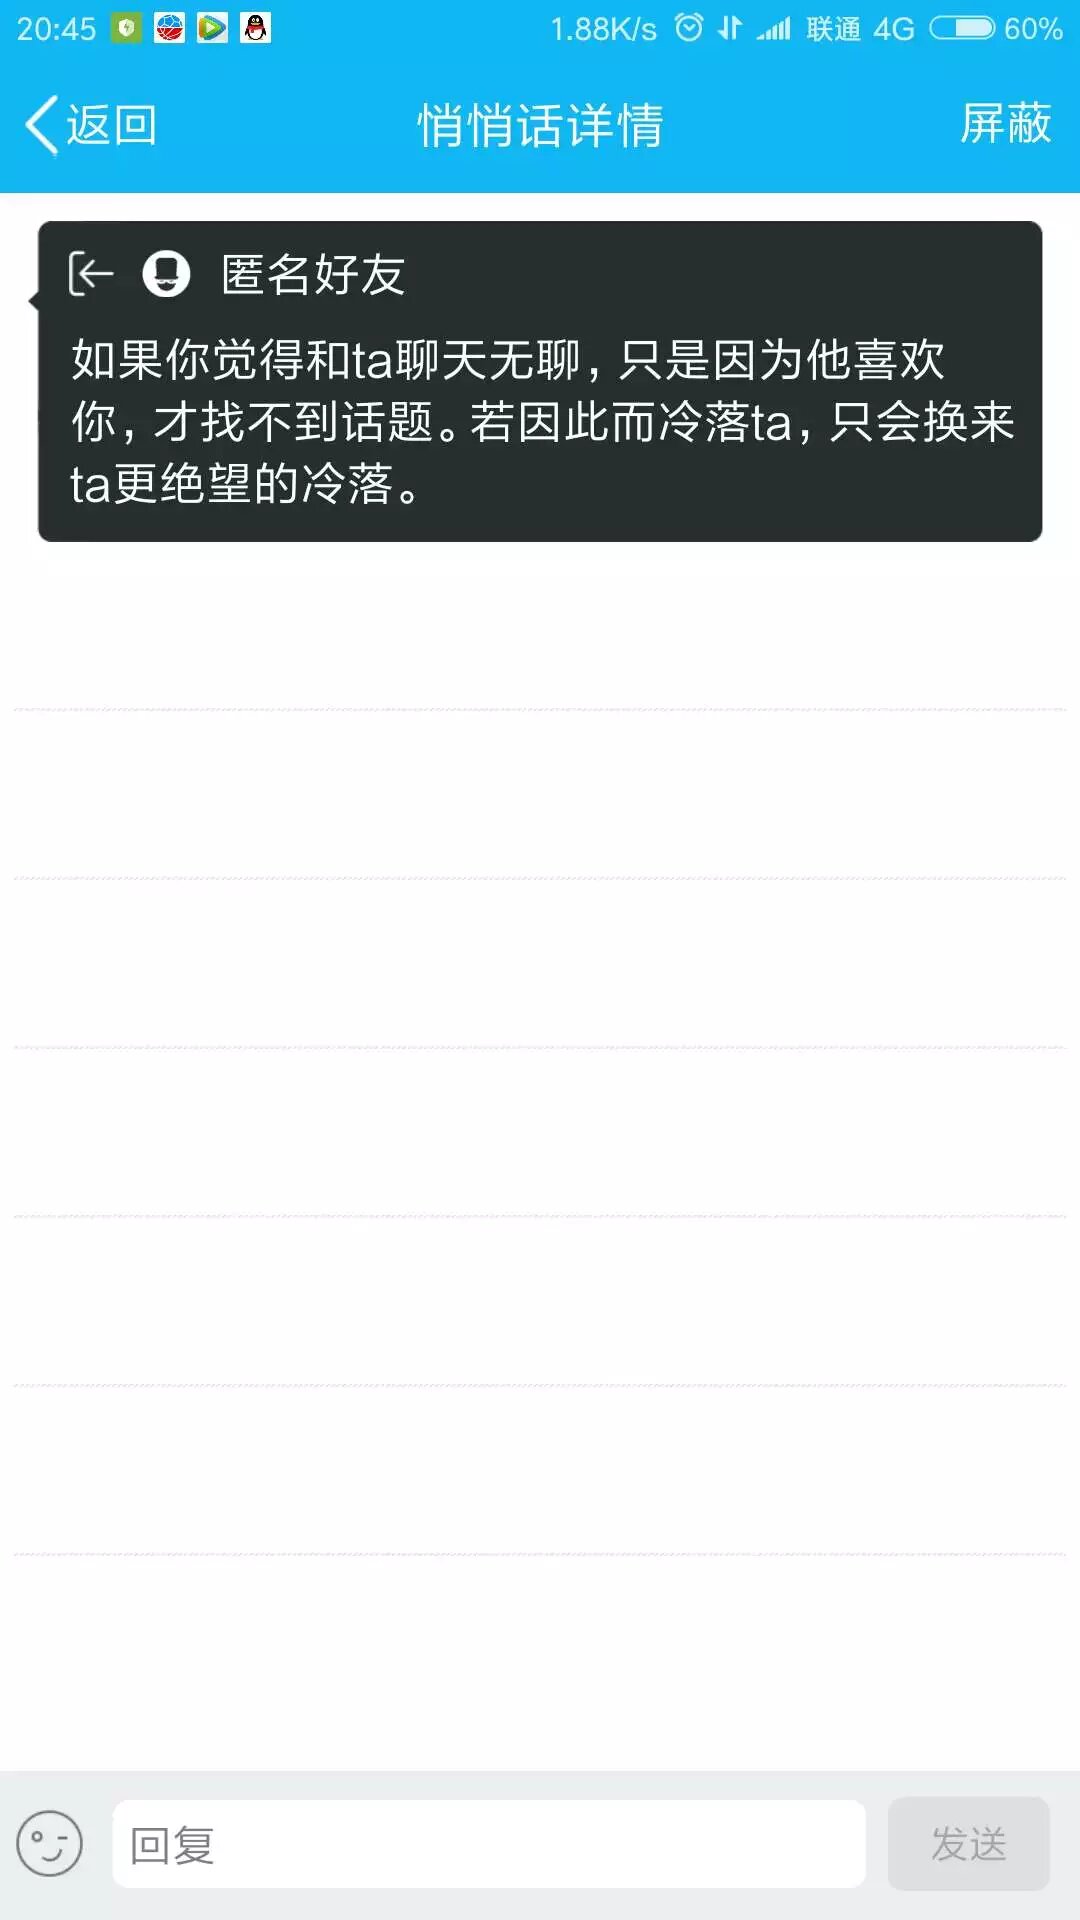 20:45 1.88K/s 联通 4G 60%
返回 悄悄话详情 屏蔽
匿名好友
如果你觉得和ta聊天无聊，只是因为他喜欢
你，才找不到话题。若因此而冷落ta，只会换来
ta更绝望的冷落。
回复 发送